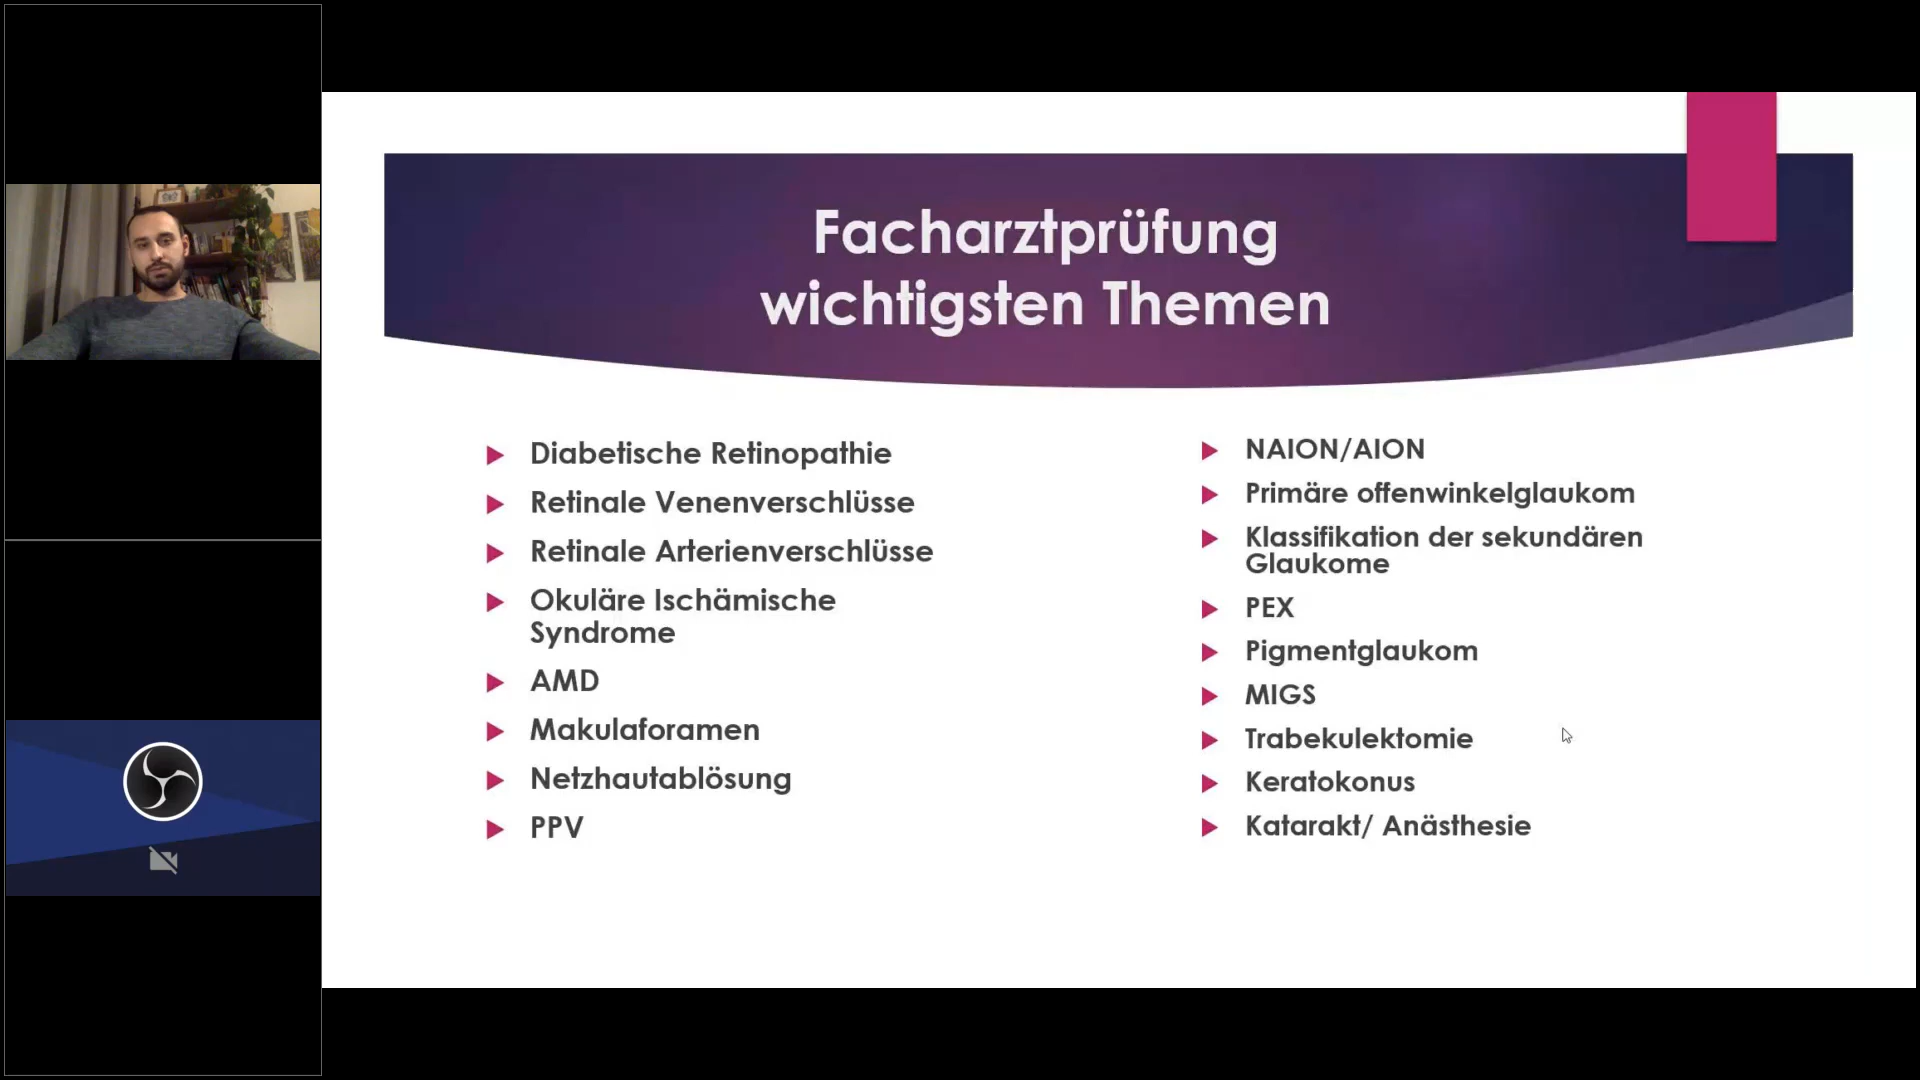 Facharztprüfung
wichtigsten Themen
Diabetische Retinopathie
Retinale Venenverschlüsse
Retinale Arterienverschlüsse
Okuläre Ischämische
Syndrome
AMD
Makulaforamen
Netzhautablösung
PPV
NAION/AION
Primäre offenwinkelglaukom
Klassifikation der sekundären
Glaukome
PEX
Pigmentglaukom
MIGS
Trabekulektomie
Keratokonus
Katarakt/ Anästhesie